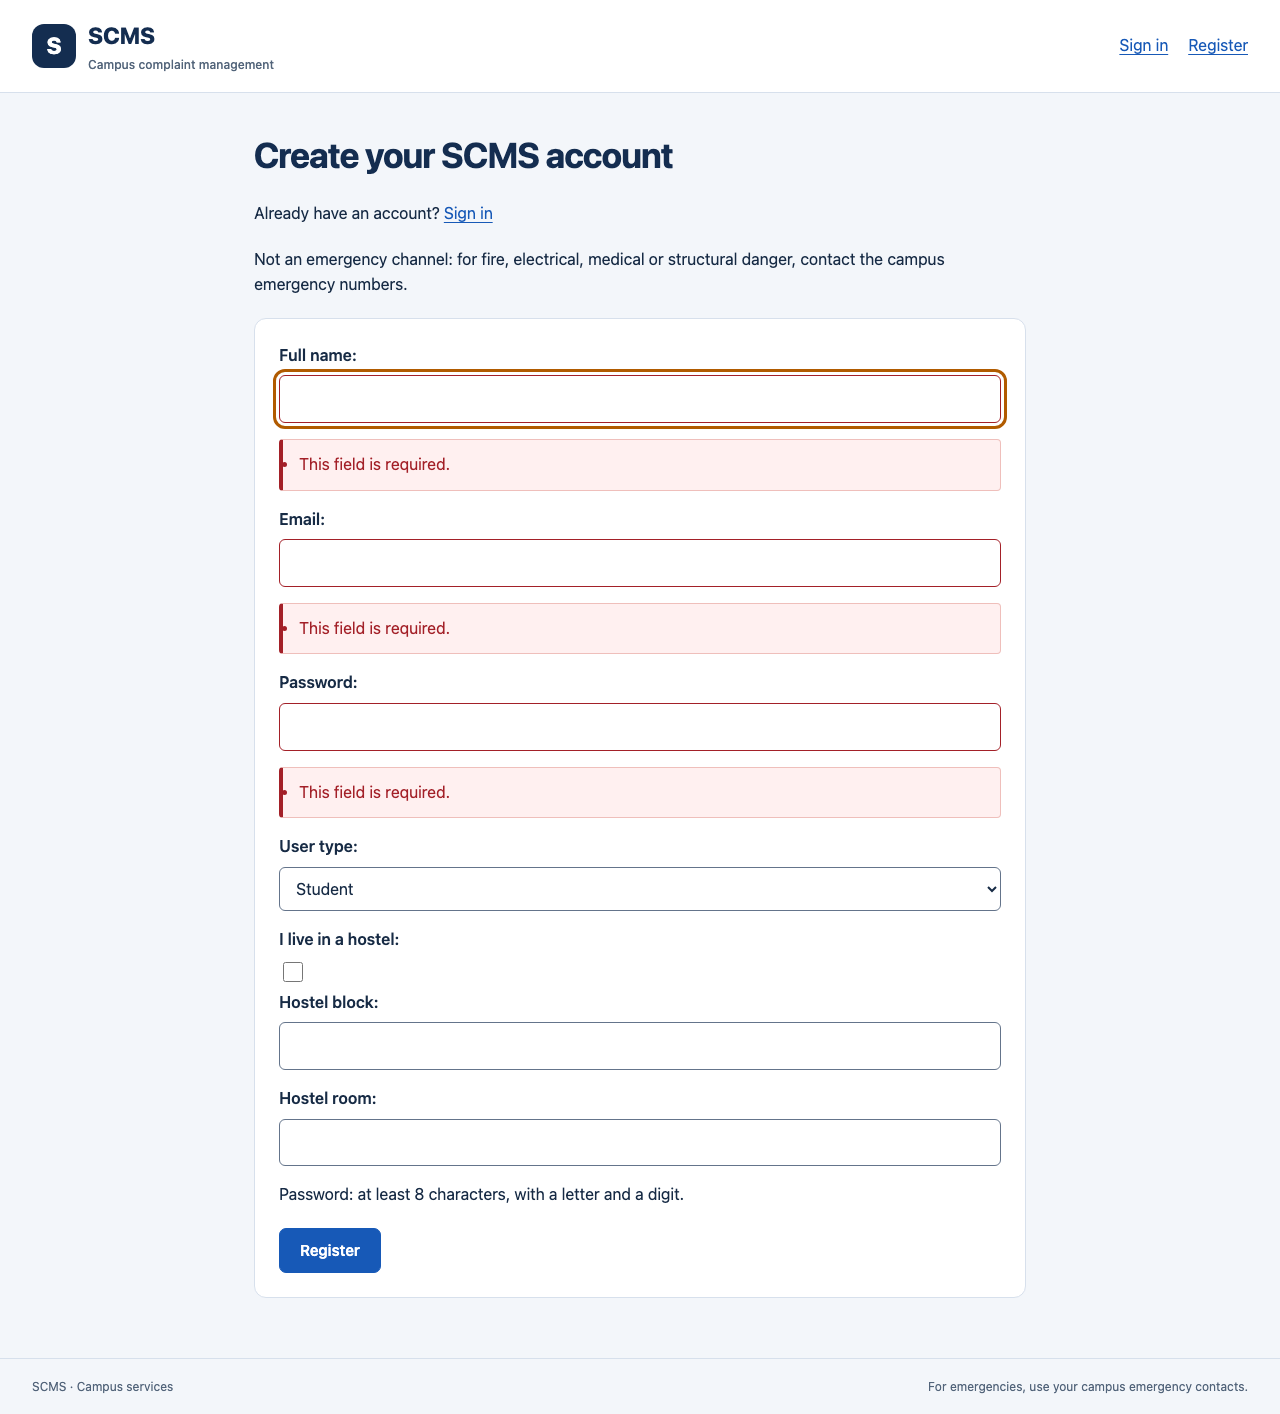 S
SCMS
Campus complaint management
Sign in
Register
Create your SCMS account
Already have an account? Sign in
Not an emergency channel: for fire, electrical, medical or structural danger, contact the campus
emergency numbers.
Full name:
This field is required.
Email:
This field is required.
Password:
This field is required.
User type:
Student
I live in a hostel:
Hostel block:
Hostel room:
Password: at least 8 characters, with a letter and a digit.
Register
SCMS · Campus services
For emergencies, use your campus emergency contacts.